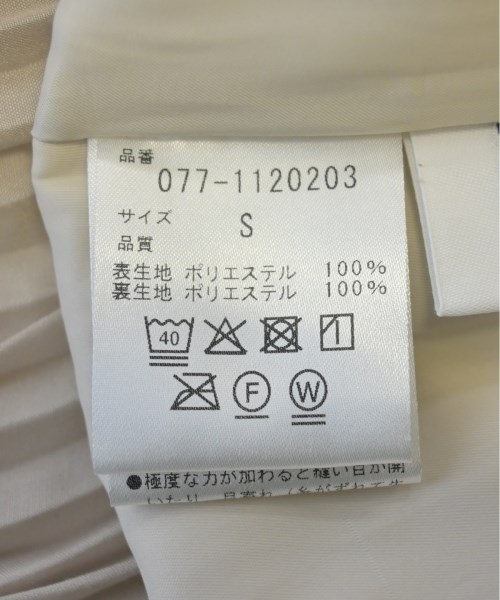 品番
077-1120203
サイズ S
品質
表生地 ポリエステル 100%
裏生地 ポリエステル 100%
40
F W
●極度な力が加わると縫い目が開